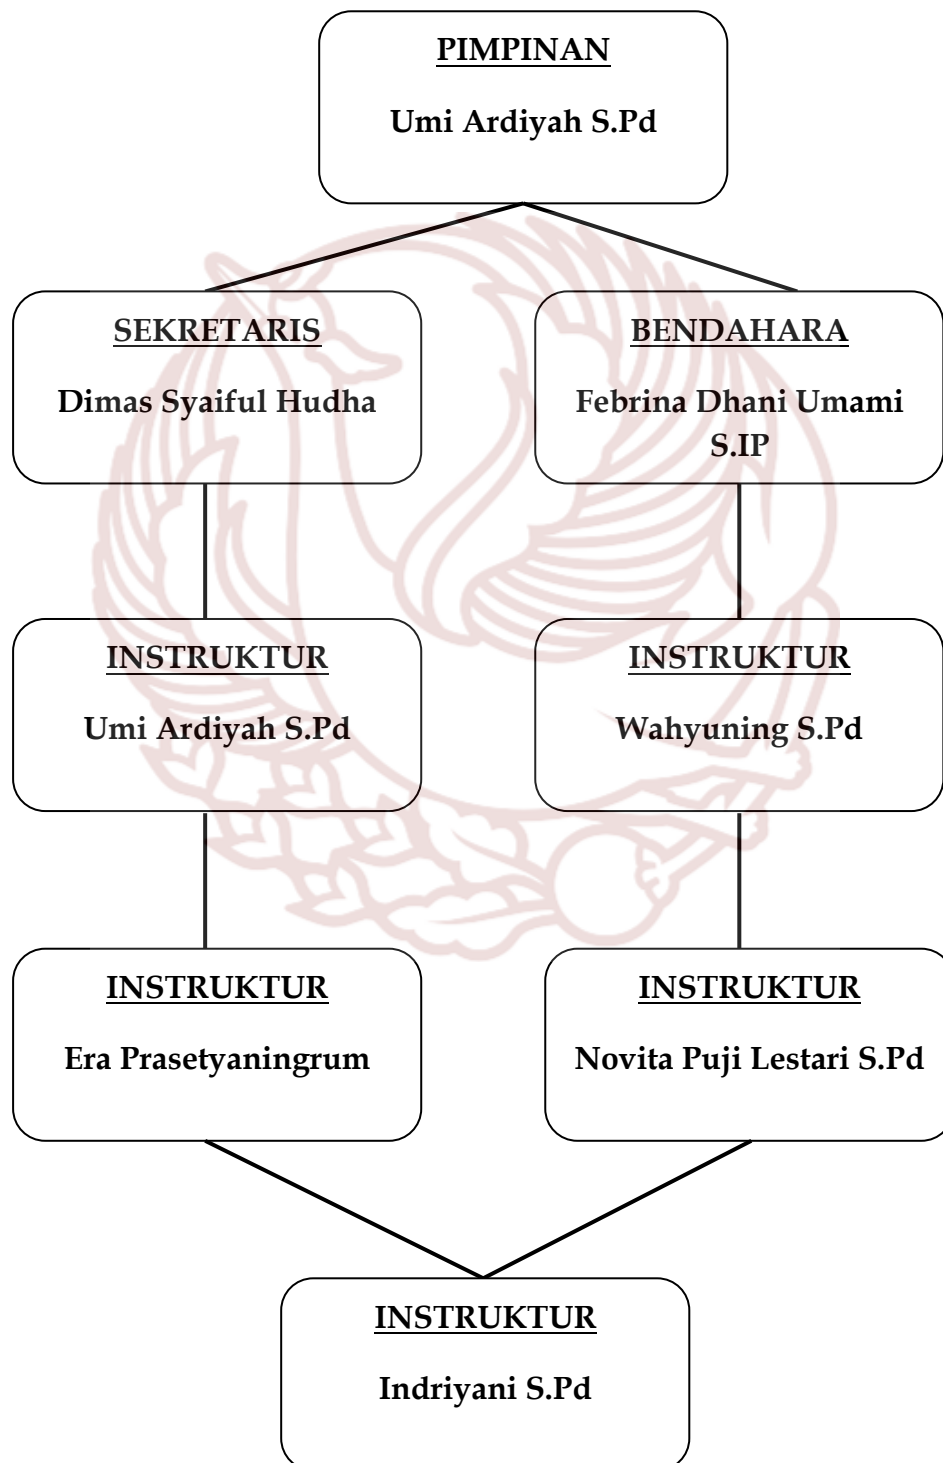 PIMPINAN
Umi Ardiyah S.Pd
SEKRETARIS
Dimas Syaiful Hudha
BENDAHARA
Febrina Dhani Umami
S.IP
INSTRUKTUR
Umi Ardiyah S.Pd
INSTRUKTUR
Wahyuning S.Pd
INSTRUKTUR
Era Prasetyaningrum
INSTRUKTUR
Novita Puji Lestari S.Pd
INSTRUKTUR
Indriyani S.Pd